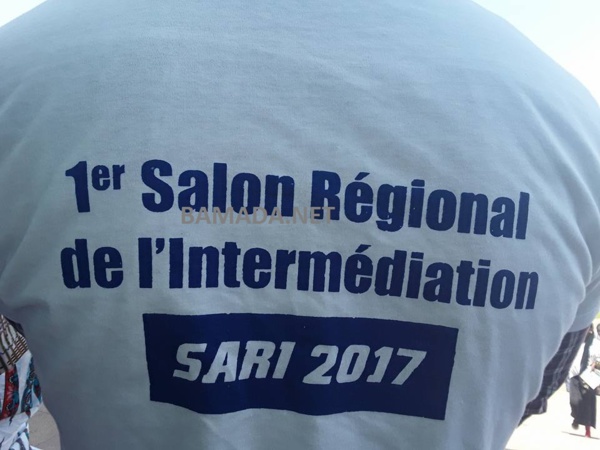 1er Salon Régional
BAMADA.NET
de l'Intermédiation
SARI 2017